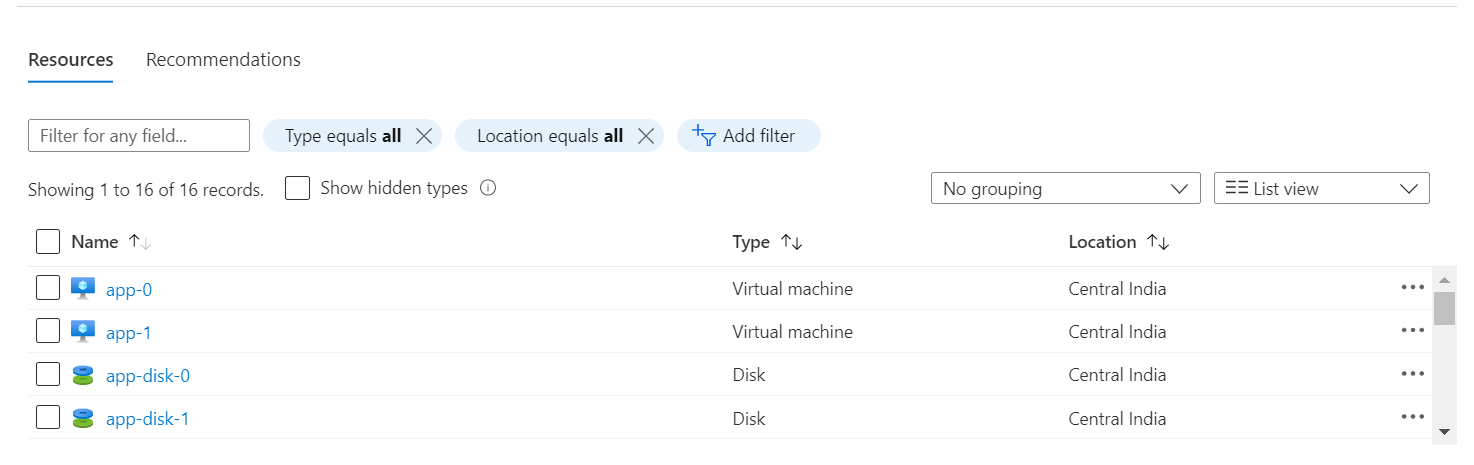 Resources Recommendations
Filter for any field... Type equals all Location equals all Add filter
Showing 1 to 16 of 16 records. Show hidden types No grouping List view
Name Type Location
app-0 Virtual machine Central India
app-1 Virtual machine Central India
app-disk-0 Disk Central India
app-disk-1 Disk Central India